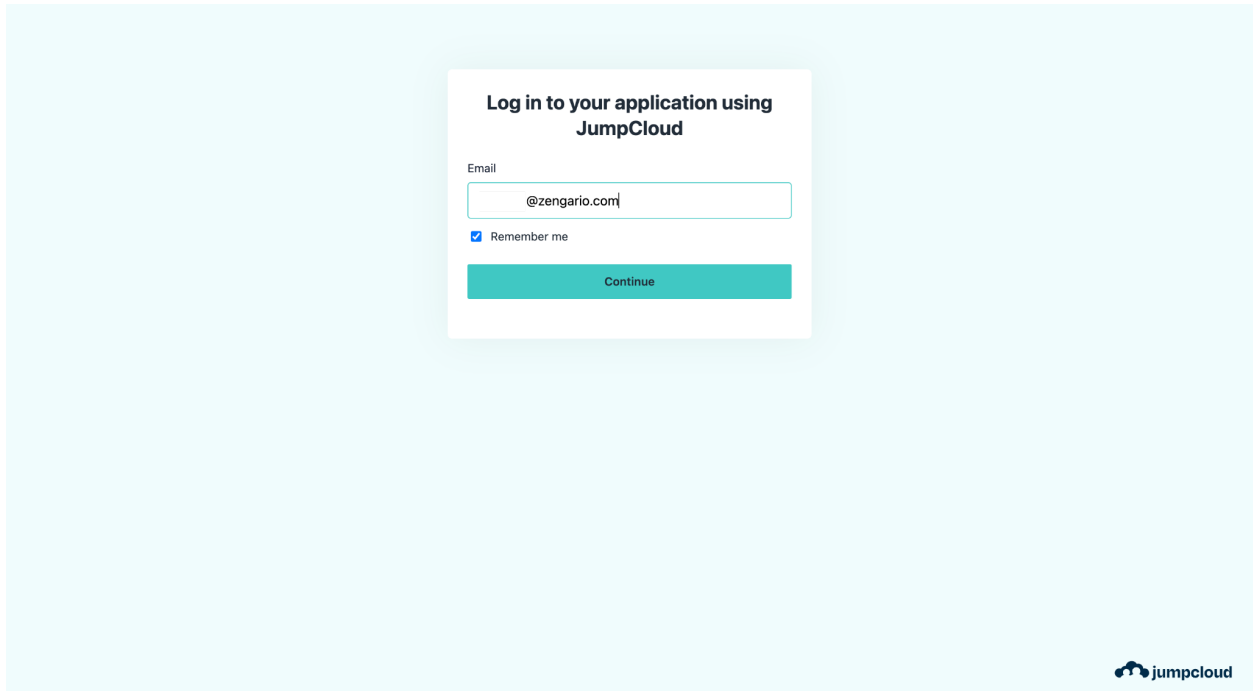 Log in to your application using
JumpCloud
Email
@zengario.com
Remember me
Continue
jumpcloud